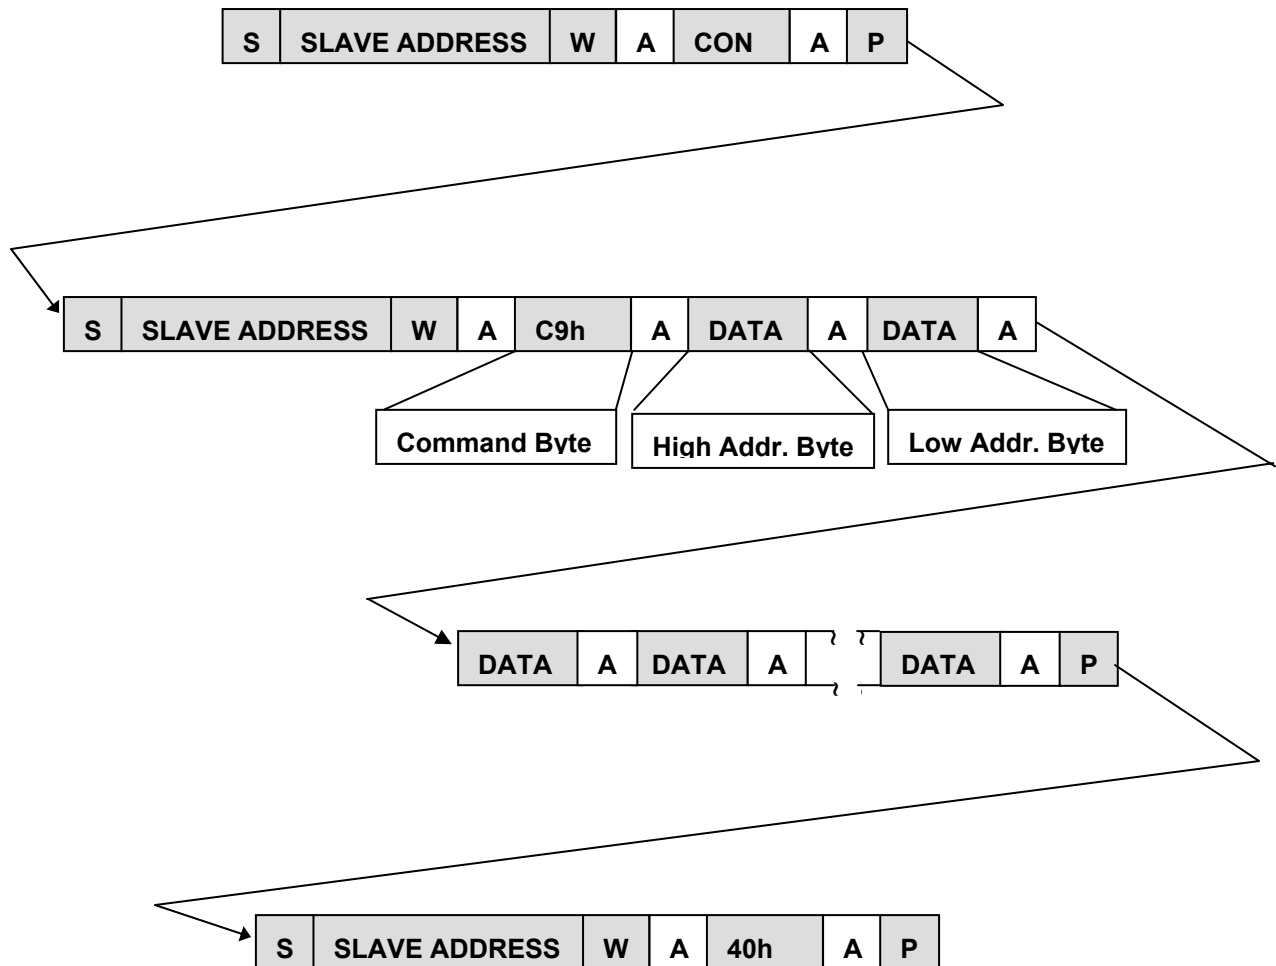 S SLAVE ADDRESS W A CON A P
S SLAVE ADDRESS W A C9h A DATA A DATA A
Command Byte High Addr. Byte Low Addr. Byte
DATA A DATA A DATA A P
S SLAVE ADDRESS W A 40h A P